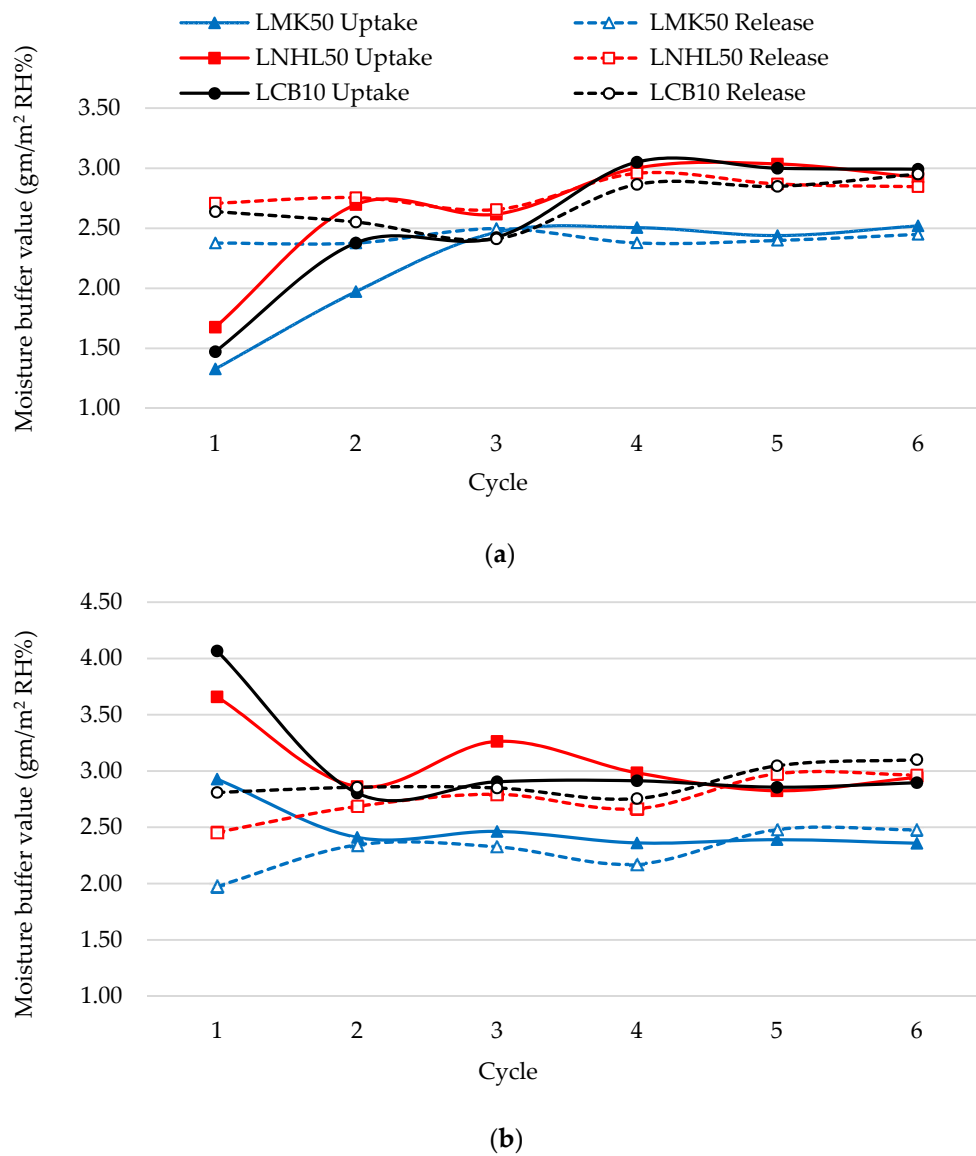 LMK50 Uptake LMK50 Release
LNHL50 Uptake LNHL50 Release
LCB10 Uptake LCB10 Release
Moisture buffer value (gm/m² RH%)
3.50
3.00
2.50
2.00
1.50
1.00
1 2 3 4 5 6
Cycle
(a)
Moisture buffer value (gm/m² RH%)
4.50
4.00
3.50
3.00
2.50
2.00
1.50
1.00
1 2 3 4 5 6
Cycle
(b)